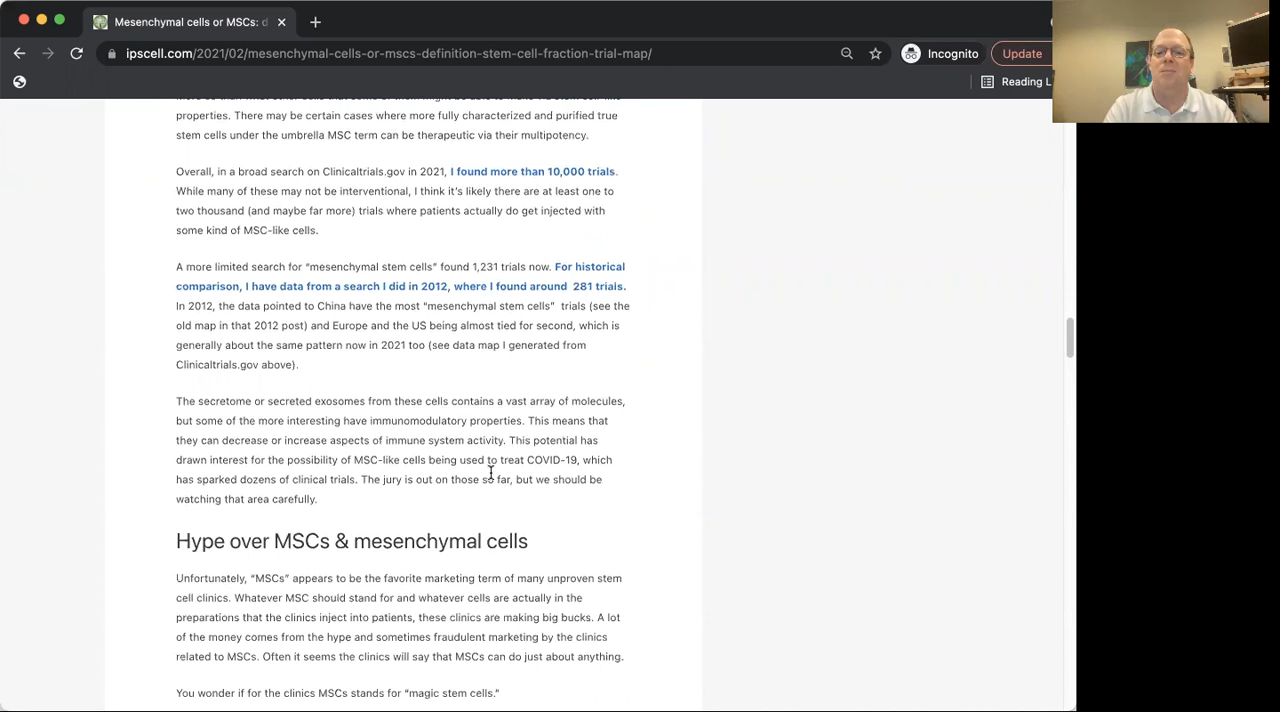 Mesenchymal cells or MSCs: d
ipscell.com/2021/02/mesenchymal-cells-or-mscs-definition-stem-cell-fraction-trial-map/
Incognito
Update
Reading L
properties. There may be certain cases where more fully characterized and purified true
stem cells under the umbrella MSC term can be therapeutic via their multipotency.
Overall, in a broad search on Clinicaltrials.gov in 2021, I found more than 10,000 trials.
While many of these may not be interventional, I think it's likely there are at least one to
two thousand (and maybe far more) trials where patients actually do get injected with
some kind of MSC-like cells.
A more limited search for "mesenchymal stem cells" found 1,231 trials now. For historical
comparison, I have data from a search I did in 2012, where I found around 281 trials.
In 2012, the data pointed to China have the most "mesenchymal stem cells" trials (see the
old map in that 2012 post) and Europe and the US being almost tied for second, which is
generally about the same pattern now in 2021 too (see data map I generated from
Clinicaltrials.gov above).
The secretome or secreted exosomes from these cells contains a vast array of molecules,
but some of the more interesting have immunomodulatory properties. This means that
they can decrease or increase aspects of immune system activity. This potential has
drawn interest for the possibility of MSC-like cells being used to treat COVID-19, which
has sparked dozens of clinical trials. The jury is out on those so far, but we should be
watching that area carefully.
Hype over MSCs & mesenchymal cells
Unfortunately, "MSCs" appears to be the favorite marketing term of many unproven stem
cell clinics. Whatever MSC should stand for and whatever cells are actually in the
preparations that the clinics inject into patients, these clinics are making big bucks. A lot
of the money comes from the hype and sometimes fraudulent marketing by the clinics
related to MSCs. Often it seems the clinics will say that MSCs can do just about anything.
You wonder if for the clinics MSCs stands for "magic stem cells."